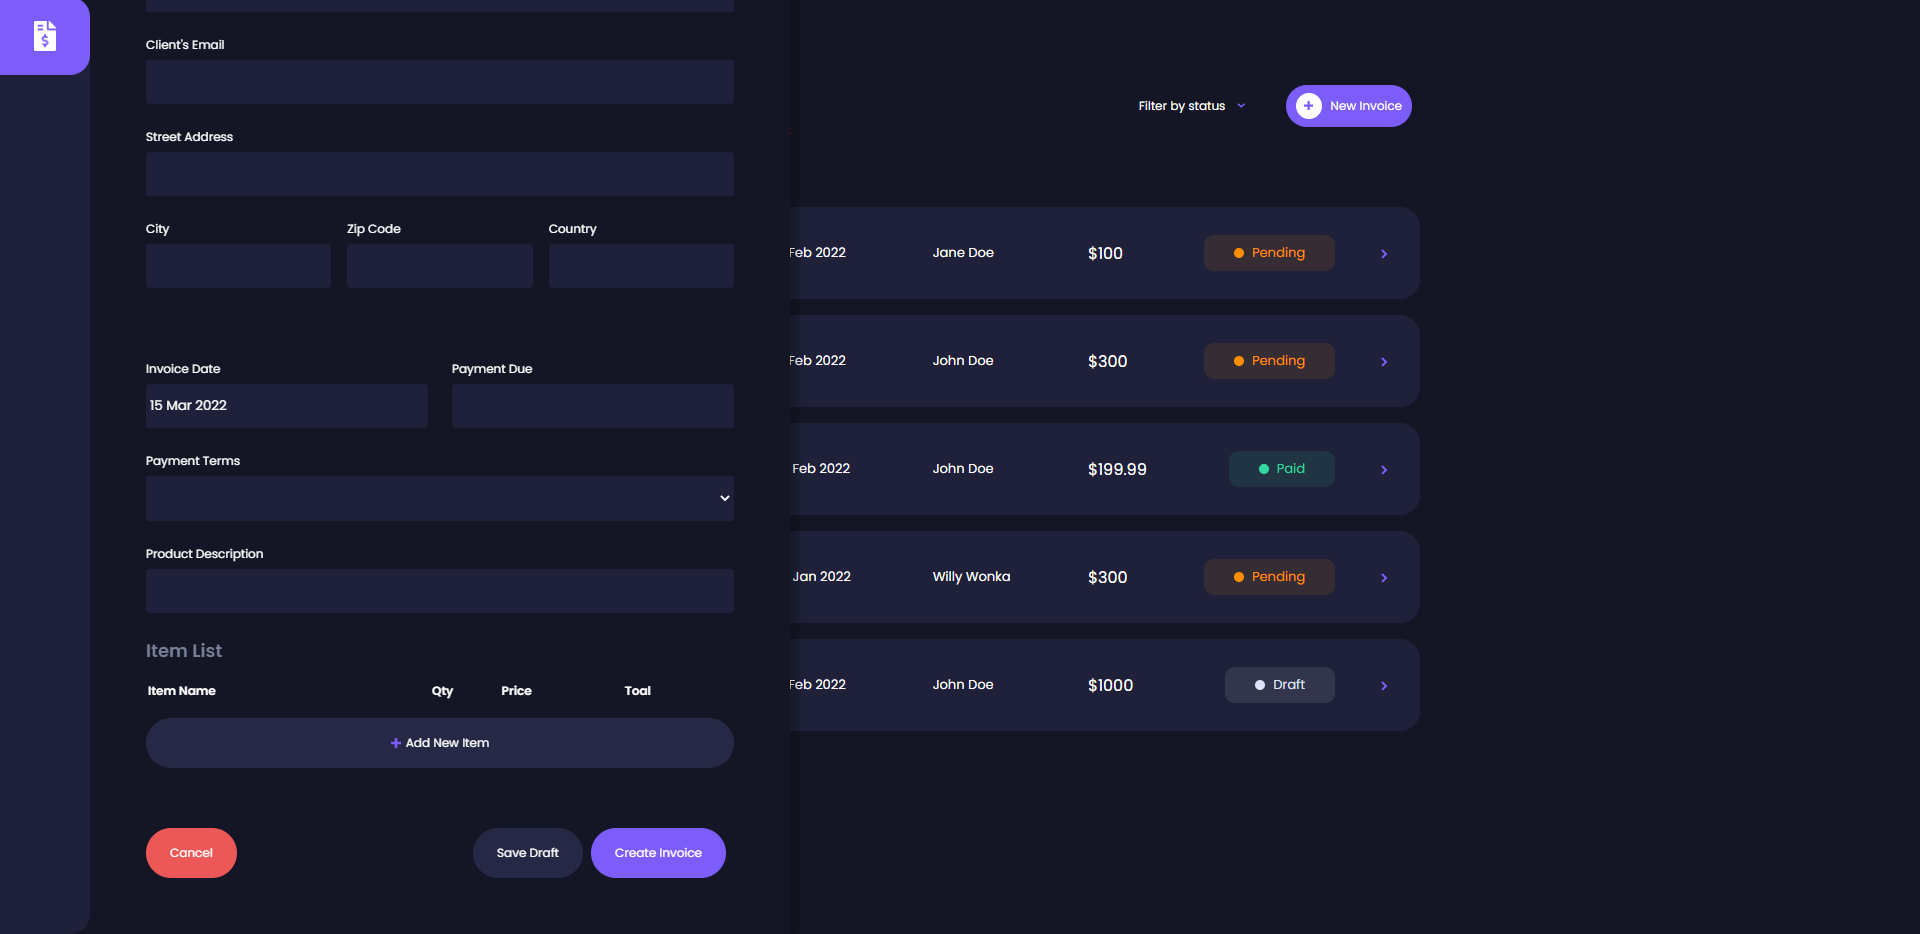 Client's Email
Street Address
City Zip Code Country
Invoice Date Payment Due
15 Mar 2022
Payment Terms
Product Description
Item List
Item Name Qty Price Toal
+ Add New Item
Cancel Save Draft Create Invoice
Filter by status + New Invoice
Feb 2022 Jane Doe $100 Pending
Feb 2022 John Doe $300 Pending
Feb 2022 John Doe $199.99 Paid
Jan 2022 Willy Wonka $300 Pending
Feb 2022 John Doe $1000 Draft